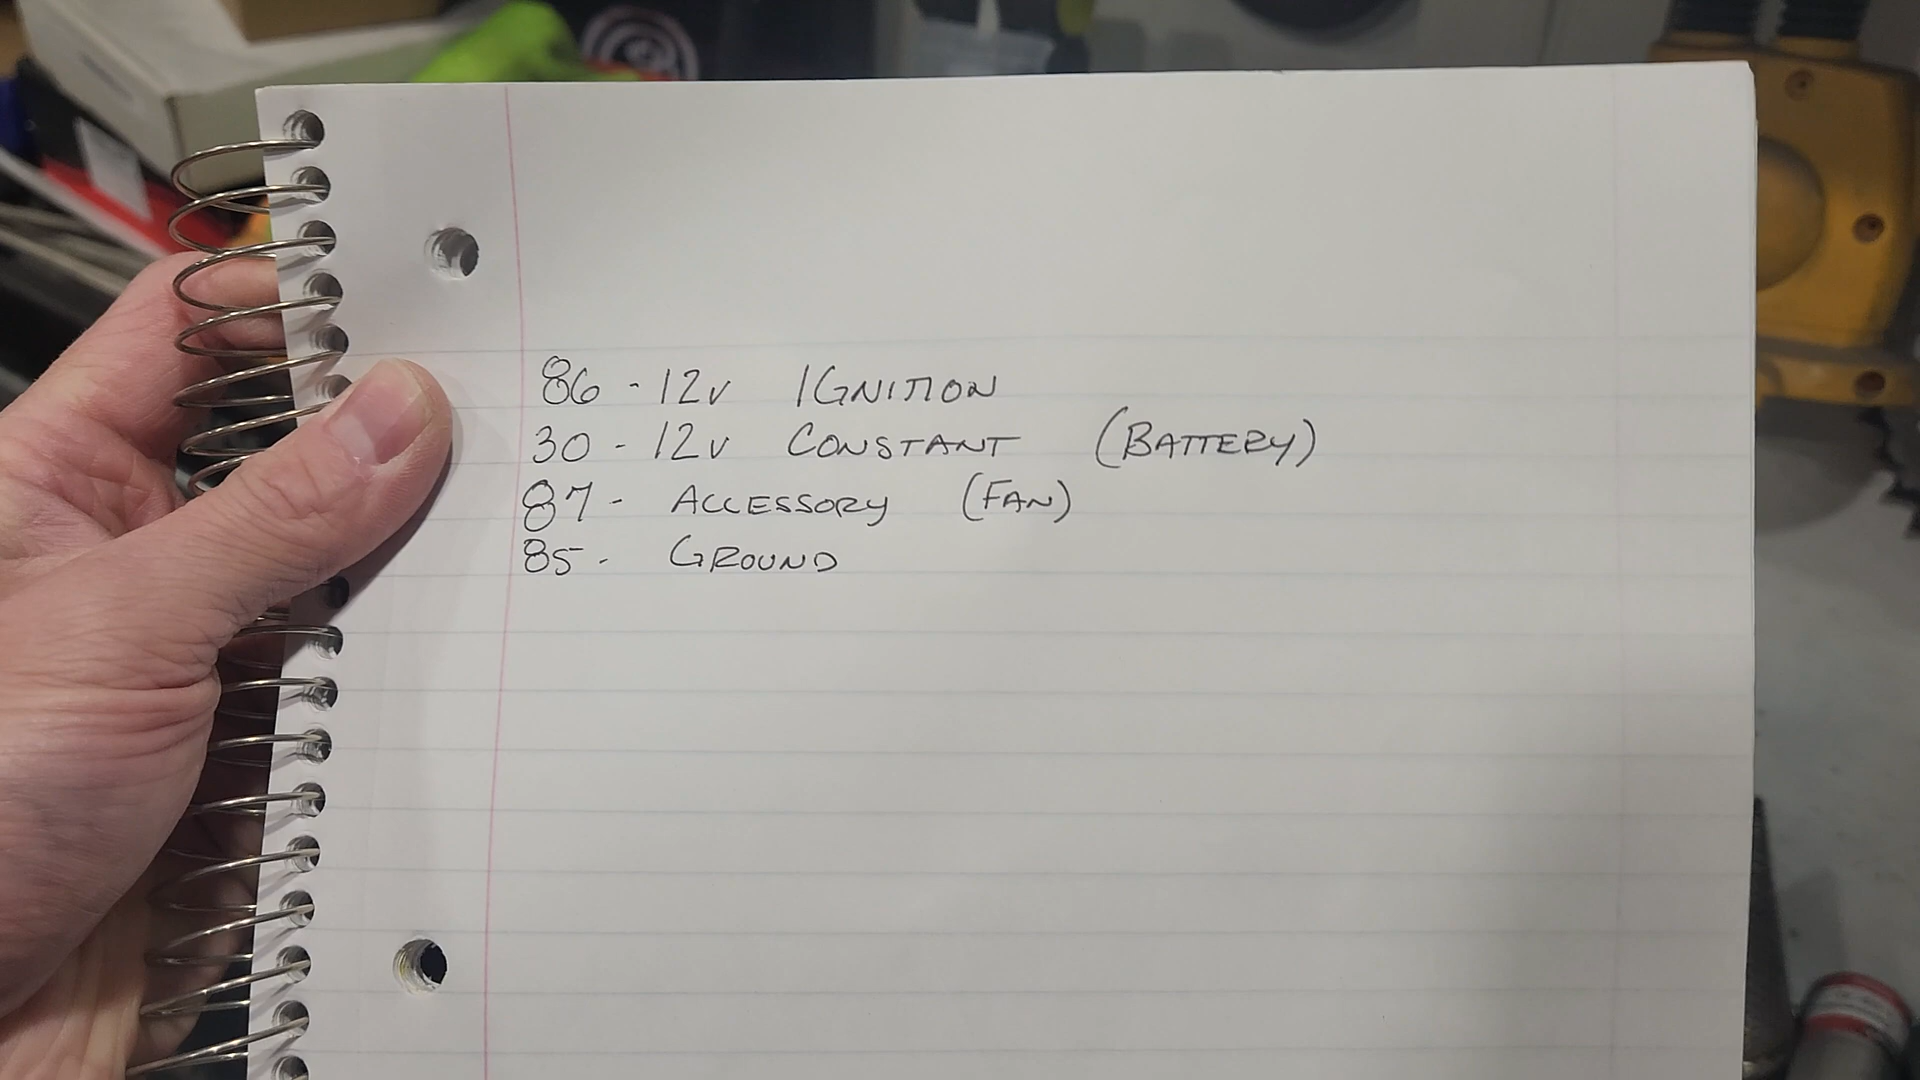 86 - 12v IGNITION
30 - 12v CONSTANT (BATTERY)
87 - ACCESSORY (FAN)
85 - GROUND